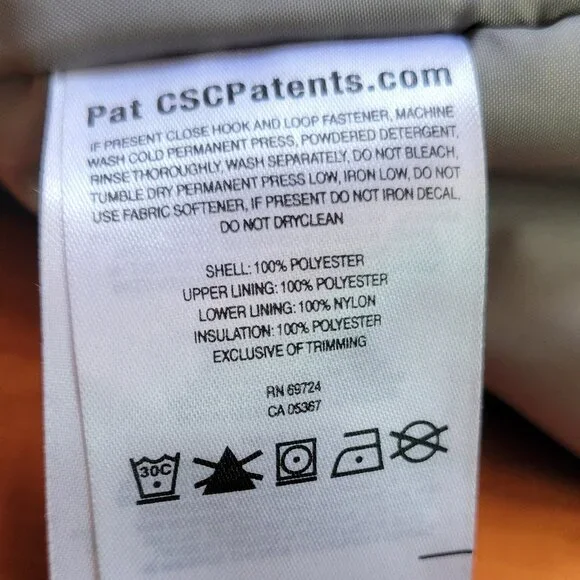 Pat CSCPatents.com
IF PRESENT CLOSE HOOK AND LOOP FASTENER, MACHINE
WASH COLD PERMANENT PRESS, POWDERED DETERGENT,
RINSE THOROUGHLY, WASH SEPARATELY, DO NOT BLEACH,
TUMBLE DRY PERMANENT PRESS LOW, IRON LOW, DO NOT
USE FABRIC SOFTENER, IF PRESENT DO NOT IRON DECAL,
DO NOT DRYCLEAN
SHELL: 100% POLYESTER
UPPER LINING: 100% POLYESTER
LOWER LINING: 100% NYLON
INSULATION: 100% POLYESTER
EXCLUSIVE OF TRIMMING
RN 69724
CA 05367
30C